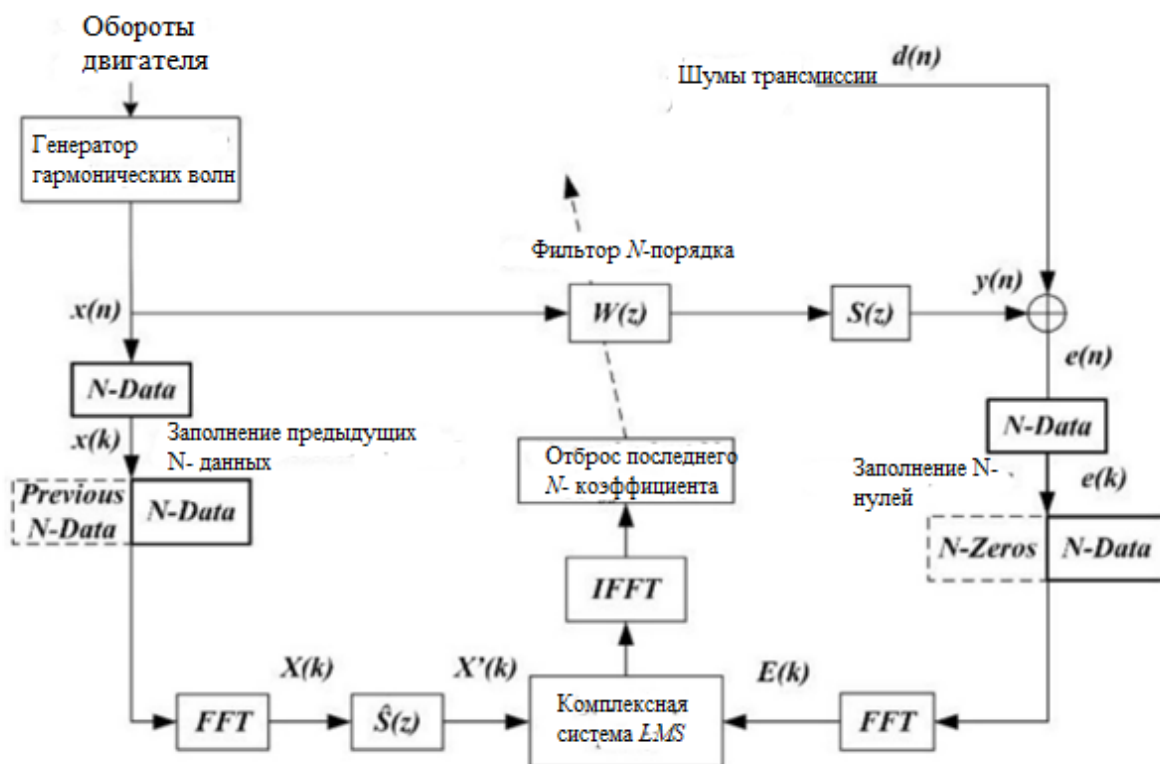 Обороты
двигателя
d(n)
Шумы трансмиссии
Генератор
гармонических волн
Фильтор N-порядка
x(n)
W(z)
S(z)
y(n)
e(n)
N-Data
N-Data
x(k)
Заполнение предыдущих
N- данных
Отброс последнего
N- коэффициента
Заполнение N-
нулей
e(k)
Previous
N-Data
N-Data
N-Zeros
N-Data
IFFT
X(k)
X’(k)
E(k)
FFT
Ŝ(z)
Комплексная
система LMS
FFT